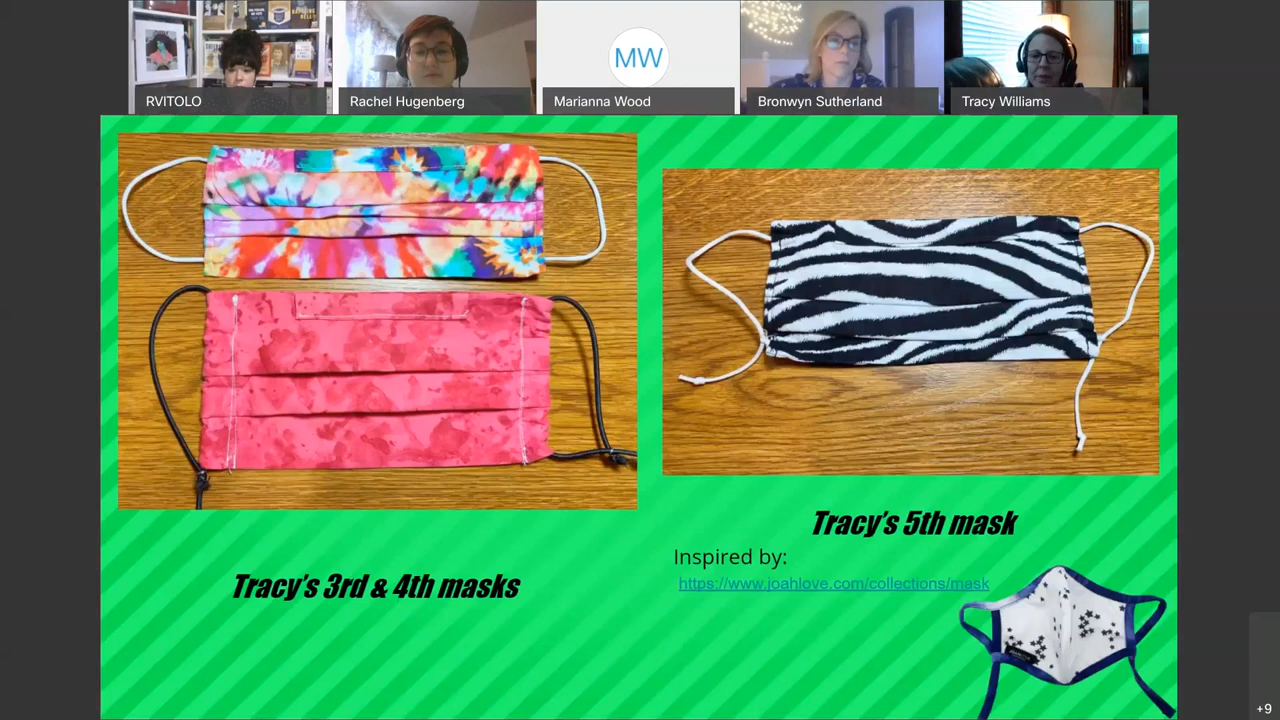 MW
RVITOLO
Rachel Hugenberg
Marianna Wood
Bronwyn Sutherland
Tracy Williams
Tracy's 3rd & 4th masks
Tracy's 5th mask
Inspired by:
https://www.joahlove.com/collections/mask
+9